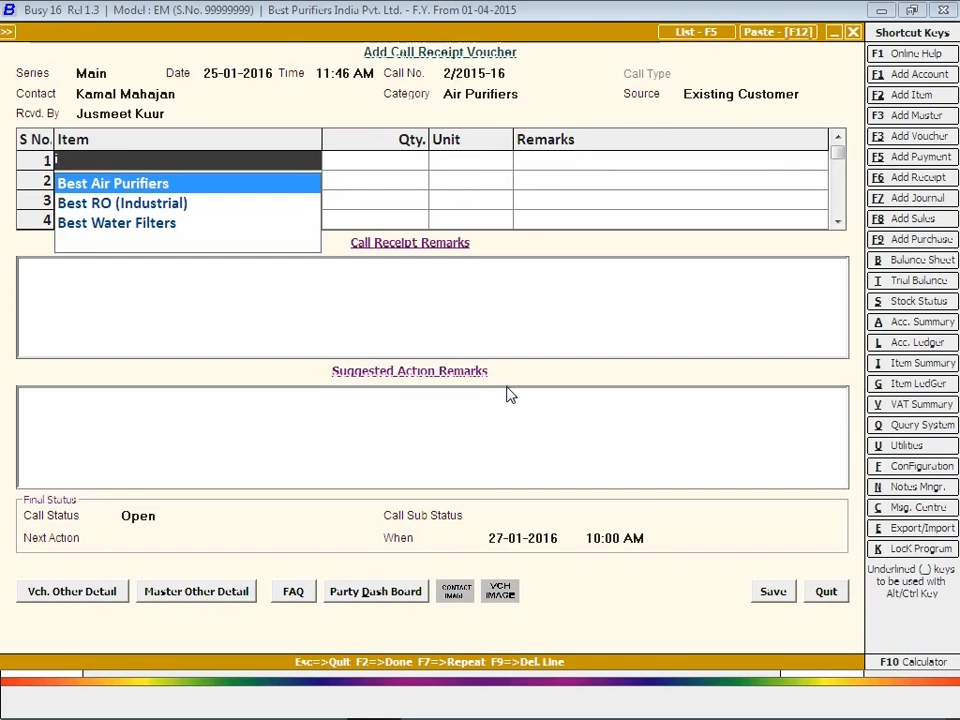 Busy 16 Rel 1.3 | Model : EM (S.No. 99999999) | Best Purifiers India Pvt. Ltd. - F.Y. From 01-04-2015
>> List - F5 Paste - [F12]
Add Call Receipt Voucher
Series Main Date 25-01-2016 Time 11:46 AM Call No. 2/2015-16 Call Type
Contact Kamal Mahajan Category Air Purifiers Source Existing Customer
Rcvd. By Jusmeet Kuur
S No. Item Qty. Unit Remarks
1 i
2 Best Air Purifiers
3 Best RO (Industrial)
4 Best Water Filters
Call Receipt Remarks
Suggested Action Remarks
Final Status
Call Status Open Call Sub Status
Next Action When 27-01-2016 10:00 AM
Vch. Other Detail Master Other Detail FAQ Party Dash Board CONTACT IMAGE VCH IMAGE Save Quit
Esc=>Quit F2=>Done F7=>Repeat F9=>Del. Line
Shortcut Keys
F1 Online Help
F1 Add Account
F2 Add Item
F3 Add Master
F3 Add Voucher
F5 Add Payment
F6 Add Receipt
F7 Add Journal
F8 Add Sales
F9 Add Purchase
B Balance Sheet
T Trial Balance
S Stock Status
A Acc. Summary
L Acc. Ledger
I Item Summary
G Item LedGer
V VAT Summary
Q Query System
U Utilities
F ConFiguration
N Notes Mngr.
C Msg. Centre
E Export/Import
K LocK Program
Underlined (_) keys
to be used with
Alt/Ctrl Key
F10 Calculator